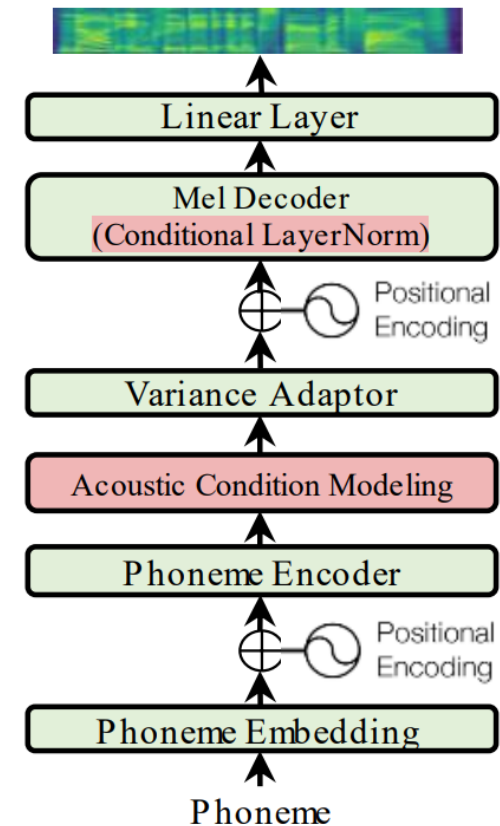 Linear Layer
Mel Decoder
(Conditional LayerNorm)
Positional
Encoding
Variance Adaptor
Acoustic Condition Modeling
Phoneme Encoder
Positional
Encoding
Phoneme Embedding
Phoneme